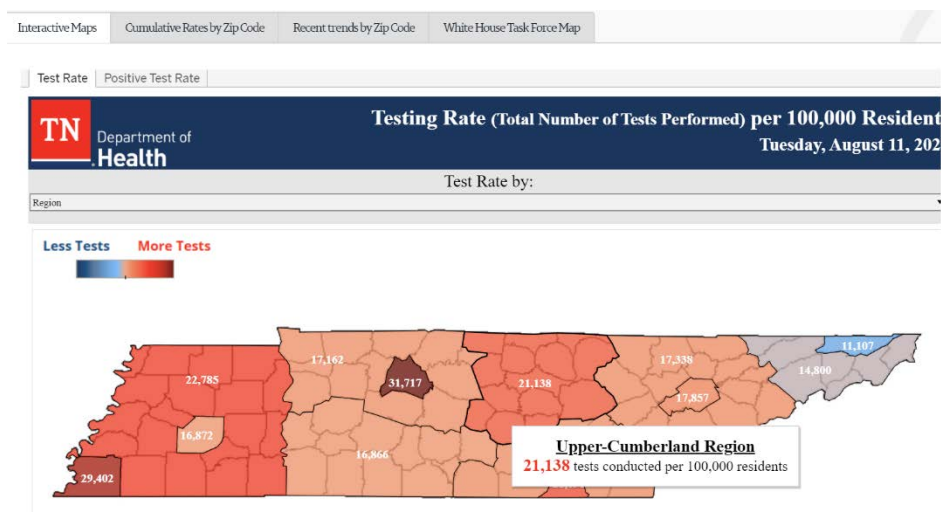 Interactive Maps Cumulative Rates by Zip Code Recent trends by Zip Code White House Task Force Map
Test Rate Positive Test Rate
TN Department of Health
Testing Rate (Total Number of Tests Performed) per 100,000 Resident
Tuesday, August 11, 202
Test Rate by:
Region
Less Tests More Tests
11,107
17,162
17,338
14,800
22,785
31,717
21,138
17,857
16,872
16,866
Upper-Cumberland Region
21,138 tests conducted per 100,000 residents
29,402